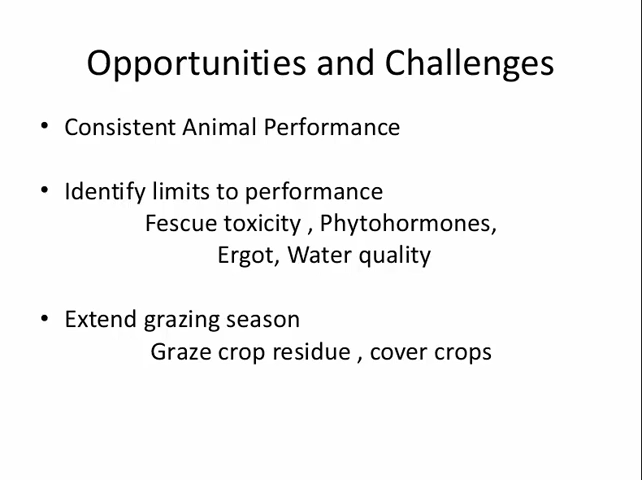 Opportunities and Challenges
• Consistent Animal Performance
• Identify limits to performance
Fescue toxicity , Phytohormones,
Ergot, Water quality
• Extend grazing season
Graze crop residue , cover crops